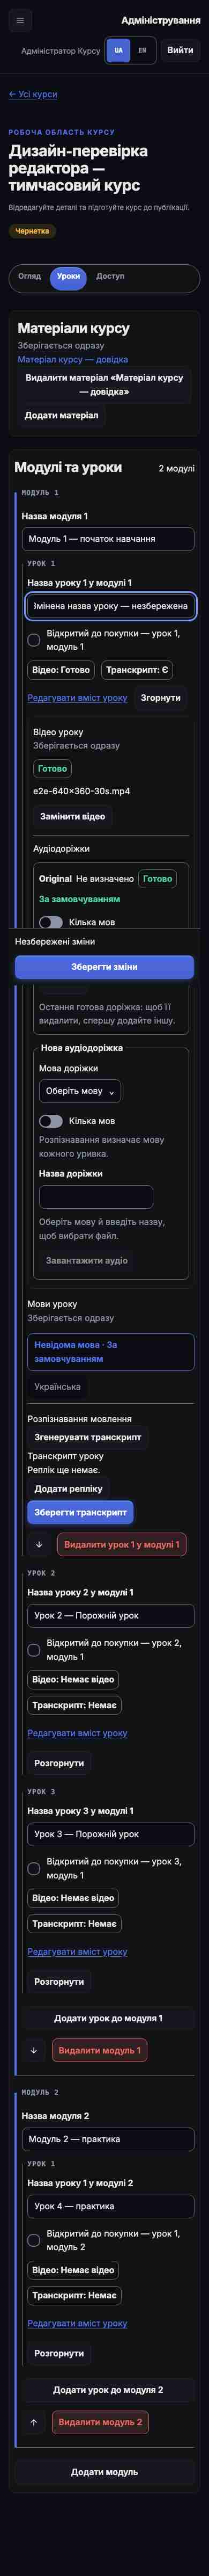 Адміністрування
Адміністратор Курсу
UA
EN
Вийти
← Усі курси
РОБОЧА ОБЛАСТЬ КУРСУ
Дизайн-перевірка
редактора —
тимчасовий курс
Відредагуйте деталі та підготуйте курс до публікації.
Чернетка
Огляд
Уроки
Доступ
Матеріали курсу
Зберігається одразу
Матеріал курсу — довідка
Видалити матеріал «Матеріал курсу
— довідка»
Додати матеріал
Модулі та уроки
2 модулі
МОДУЛЬ 1
Назва модуля 1
Модуль 1 — початок навчання
УРОК 1
Назва уроку 1 у модулі 1
Змінена назва уроку — незбережена
Відкритий до покупки — урок 1,
модуль 1
Відео: Готово
Транскрипт: Є
Редагувати вміст уроку
Згорнути
Відео уроку
Зберігається одразу
Готово
e2e-640×360-30s.mp4
Замінити відео
Аудіодоріжки
Original
Не визначено
Готово
За замовчуванням
Кілька мов
Незбережені зміни
Зберегти зміни
Остання готова доріжка: щоб її
видалити, спершу додайте іншу.
Нова аудіодоріжка
Мова доріжки
Оберіть мову
Кілька мов
Розпізнавання визначає мову
кожного уривка.
Назва доріжки
Оберіть мову й введіть назву,
щоб вибрати файл.
Завантажити аудіо
Мови уроку
Зберігається одразу
Невідома мова · За
замовчуванням
Українська
Розпізнавання мовлення
Згенерувати транскрипт
Транскрипт уроку
Реплік ще немає.
Додати репліку
Зберегти транскрипт
↓
Видалити урок 1 у модулі 1
УРОК 2
Назва уроку 2 у модулі 1
Урок 2 — Порожній урок
Відкритий до покупки — урок 2,
модуль 1
Відео: Немає відео
Транскрипт: Немає
Редагувати вміст уроку
Розгорнути
УРОК 3
Назва уроку 3 у модулі 1
Урок 3 — Порожній урок
Відкритий до покупки — урок 3,
модуль 1
Відео: Немає відео
Транскрипт: Немає
Редагувати вміст уроку
Розгорнути
Додати урок до модуля 1
↓
Видалити модуль 1
МОДУЛЬ 2
Назва модуля 2
Модуль 2 — практика
УРОК 1
Назва уроку 1 у модулі 2
Урок 4 — практика
Відкритий до покупки — урок 1,
модуль 2
Відео: Немає відео
Транскрипт: Немає
Редагувати вміст уроку
Розгорнути
Додати урок до модуля 2
↑
Видалити модуль 2
Додати модуль